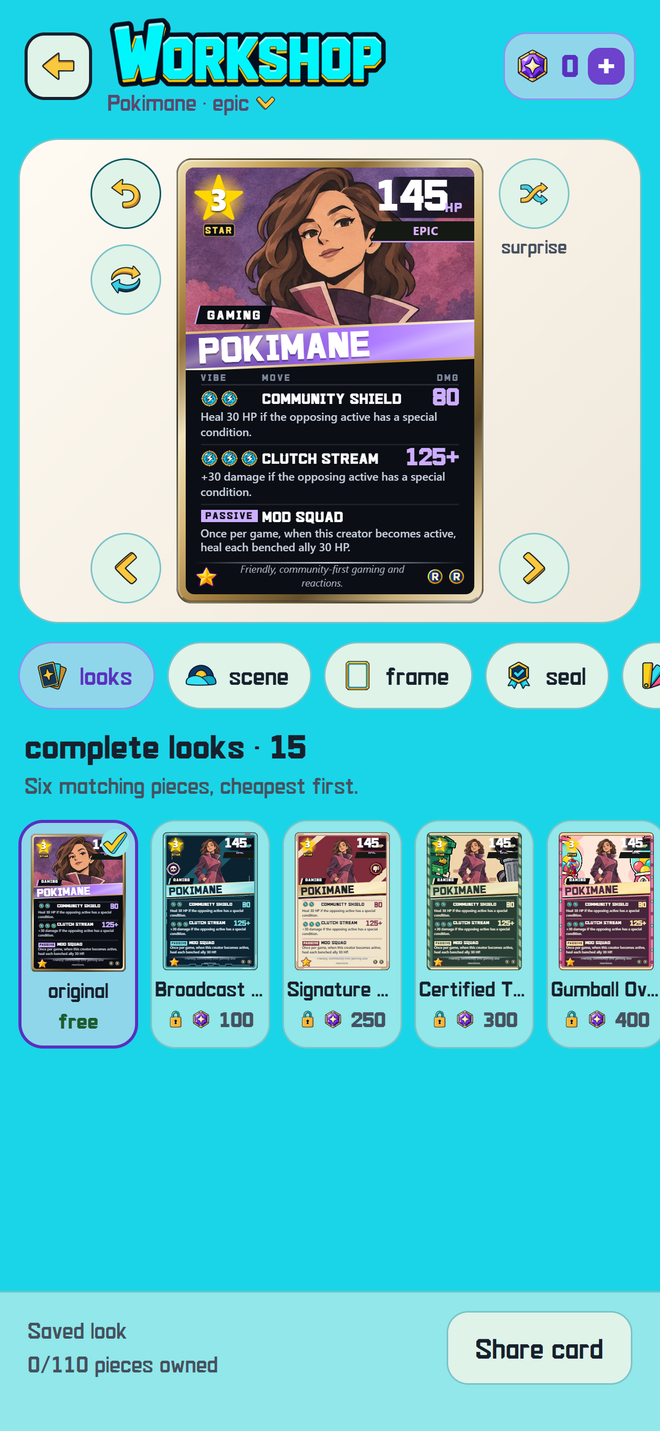 WORKSHOP
Pokimane · epic
0
surprise
3
STAR
145HP
EPIC
GAMING
POKIMANE
VIBE MOVE DMG
COMMUNITY SHIELD 80
Heal 30 HP if the opposing active has a special
condition.
CLUTCH STREAM 125+
+30 damage if the opposing active has a special
condition.
PASSIVE MOD SQUAD
Once per game, when this creator becomes active,
heal each benched ally 30 HP.
Friendly, community-first gaming and
reactions.
R R
looks scene frame seal
complete looks · 15
Six matching pieces, cheapest first.
original Broadcast ... Signature ... Certified T... Gumball Ov...
free 100 250 300 400
Saved look
0/110 pieces owned
Share card